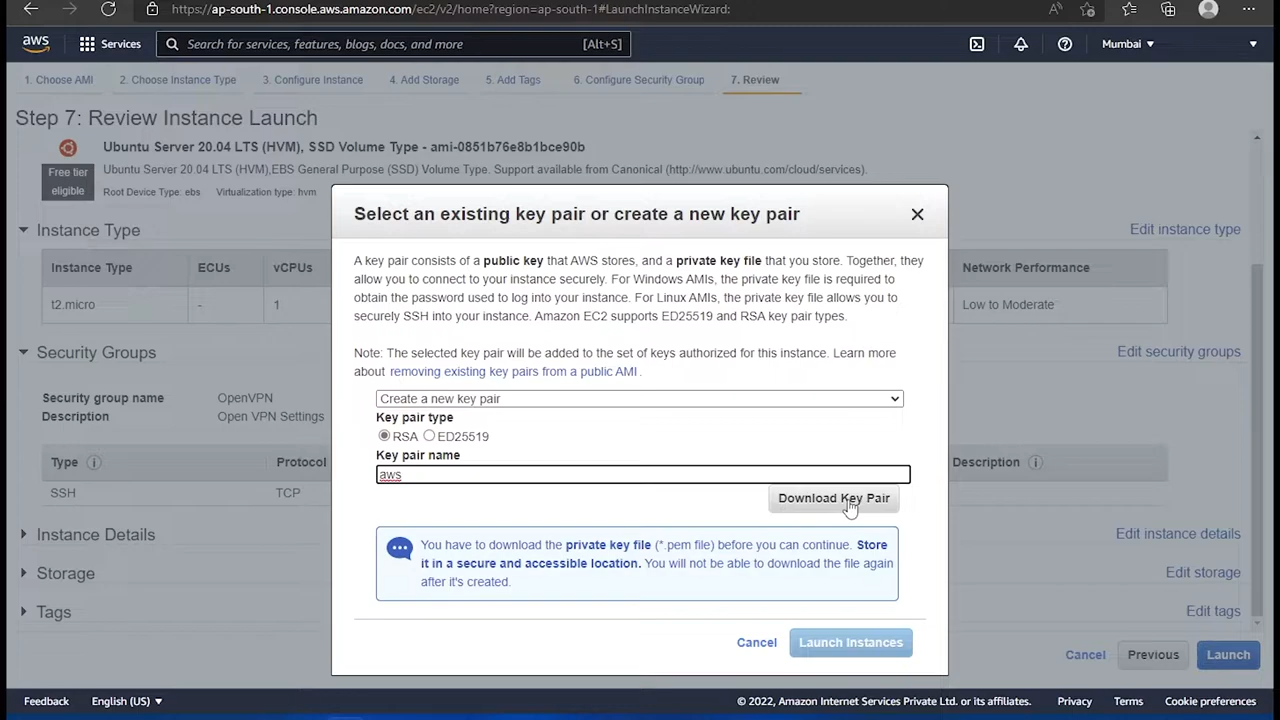 https://ap-south-1.console.aws.amazon.com/ec2/v2/home?region=ap-south-1#LaunchInstanceWizard:
aws Services Search for services, features, blogs, docs, and more [Alt+S] Mumbai
1. Choose AMI 2. Choose Instance Type 3. Configure Instance 4. Add Storage 5. Add Tags 6. Configure Security Group 7. Review
Step 7: Review Instance Launch
Ubuntu Server 20.04 LTS (HVM), SSD Volume Type - ami-0851b76e8b1bce90b
Free tier eligible
Ubuntu Server 20.04 LTS (HVM),EBS General Purpose (SSD) Volume Type. Support available from Canonical (http://www.ubuntu.com/cloud/services).
Root Device Type: ebs Virtualization type: hvm
Instance Type Edit instance type
Instance Type ECUs vCPUs Network Performance
t2.micro - 1 Low to Moderate
Security Groups Edit security groups
Security group name OpenVPN
Description Open VPN Settings
Type Protocol Description
SSH TCP
Instance Details Edit instance details
Storage Edit storage
Tags Edit tags
Select an existing key pair or create a new key pair
A key pair consists of a public key that AWS stores, and a private key file that you store. Together, they
allow you to connect to your instance securely. For Windows AMIs, the private key file is required to
obtain the password used to log into your instance. For Linux AMIs, the private key file allows you to
securely SSH into your instance. Amazon EC2 supports ED25519 and RSA key pair types.
Note: The selected key pair will be added to the set of keys authorized for this instance. Learn more
about removing existing key pairs from a public AMI .
Create a new key pair
Key pair type
RSA ED25519
Key pair name
aws
Download Key Pair
You have to download the private key file (*.pem file) before you can continue. Store
it in a secure and accessible location. You will not be able to download the file again
after it's created.
Cancel Launch Instances
Cancel Previous Launch
Feedback English (US) © 2022, Amazon Internet Services Private Ltd. or its affiliates. Privacy Terms Cookie preferences